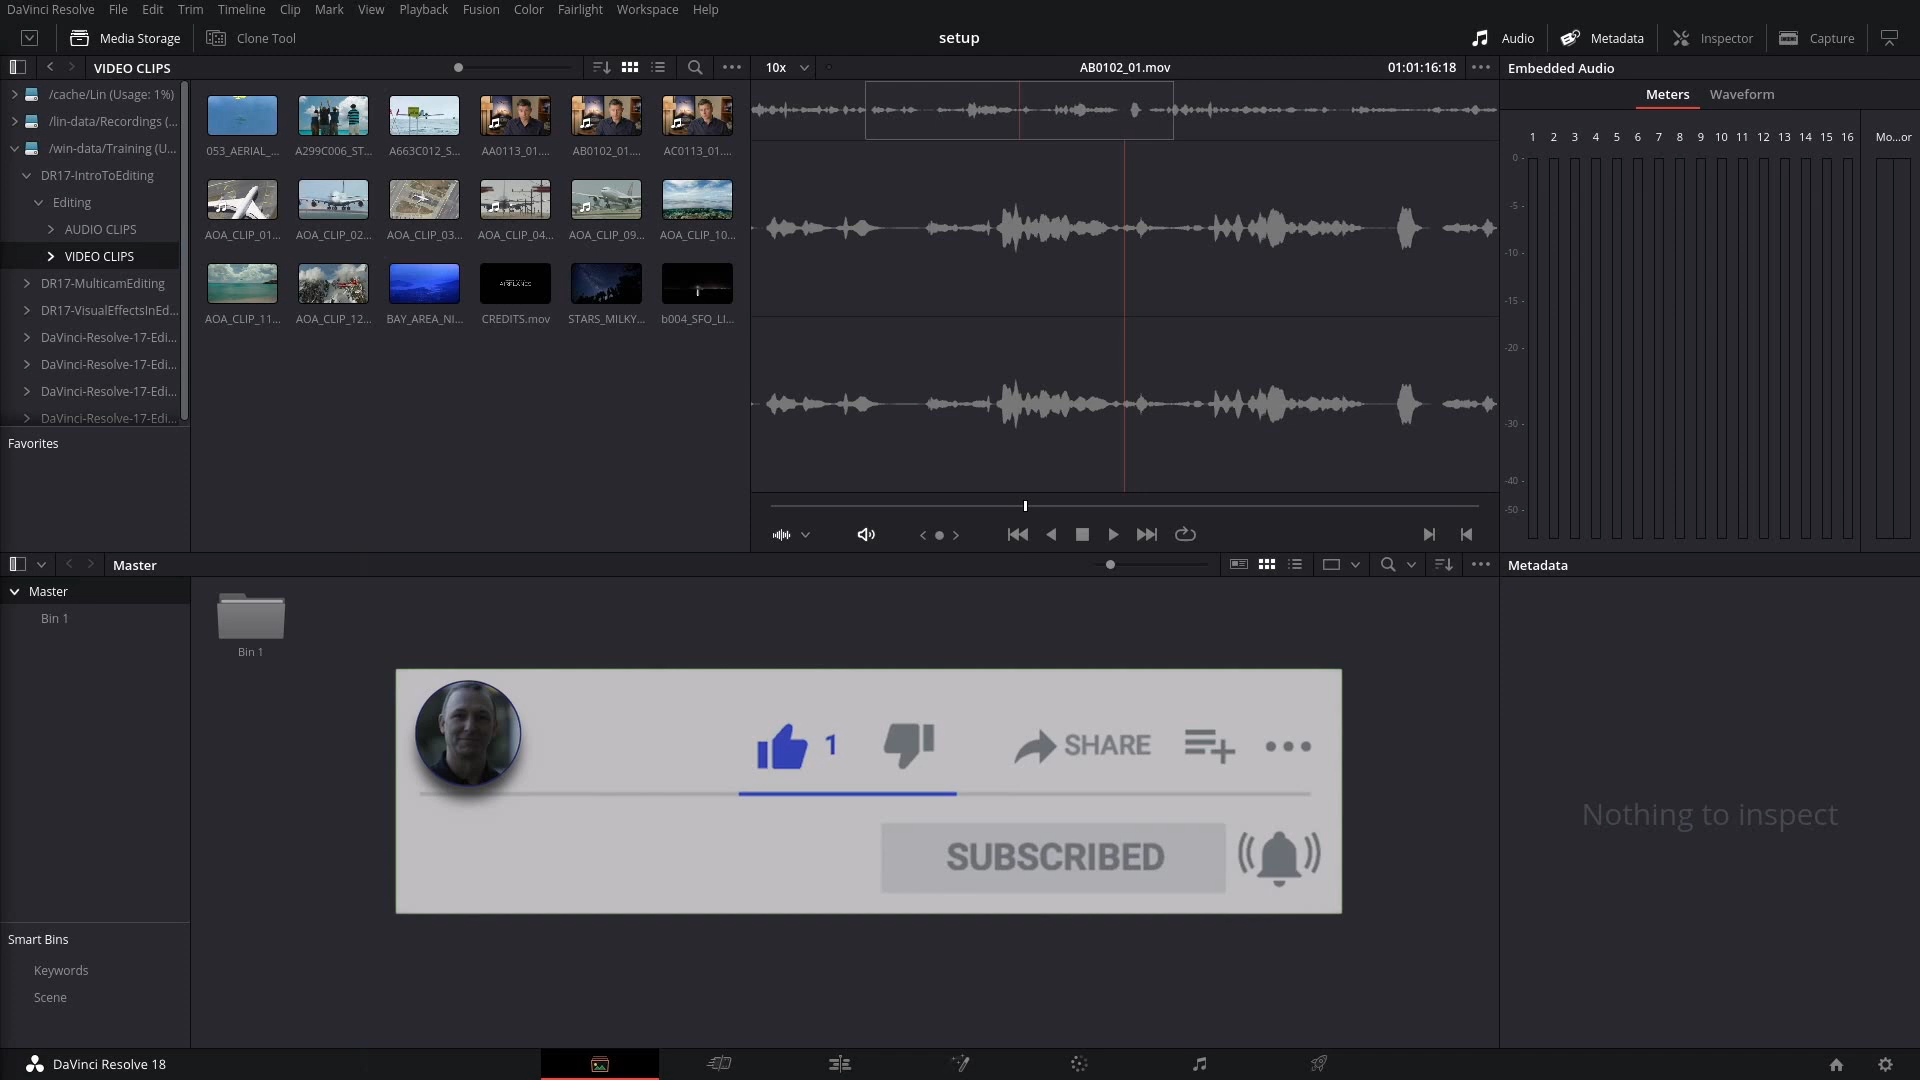 DaVinci Resolve File Edit Trim Timeline Clip Mark View Playback Fusion Color Fairlight Workspace Help
Media Storage Clone Tool setup Audio Metadata Inspector Capture
VIDEO CLIPS 10x AB0102_01.mov 01:01:16:18 Embedded Audio
/cache/Lin (Usage: 1%)
/lin-data/Recordings (...
/win-data/Training (U...
DR17-IntroToEditing
Editing
AUDIO CLIPS
VIDEO CLIPS
DR17-MulticamEditing
DR17-VisualEffectsInEd...
DaVinci-Resolve-17-Edi...
DaVinci-Resolve-17-Edi...
DaVinci-Resolve-17-Edi...
DaVinci-Resolve-17-Edi...
Favorites
053_AERIAL_... A299C006_ST... A663C012_S... AA0113_01.... AB0102_01.... AC0113_01....
AOA_CLIP_01... AOA_CLIP_02... AOA_CLIP_03... AOA_CLIP_04... AOA_CLIP_09... AOA_CLIP_10...
AIRPLANES
AOA_CLIP_11... AOA_CLIP_12... BAY_AREA_NI... CREDITS.mov STARS_MILKY... b004_SFO_LI...
Meters Waveform
1 2 3 4 5 6 7 8 9 10 11 12 13 14 15 16 Mo...or
0 -
-5 -
-10 -
-15 -
-20 -
-30 -
-40 -
-50 -
Master Metadata
Master
Bin 1
Bin 1
1 SHARE
SUBSCRIBED
Nothing to inspect
Smart Bins
Keywords
Scene
DaVinci Resolve 18